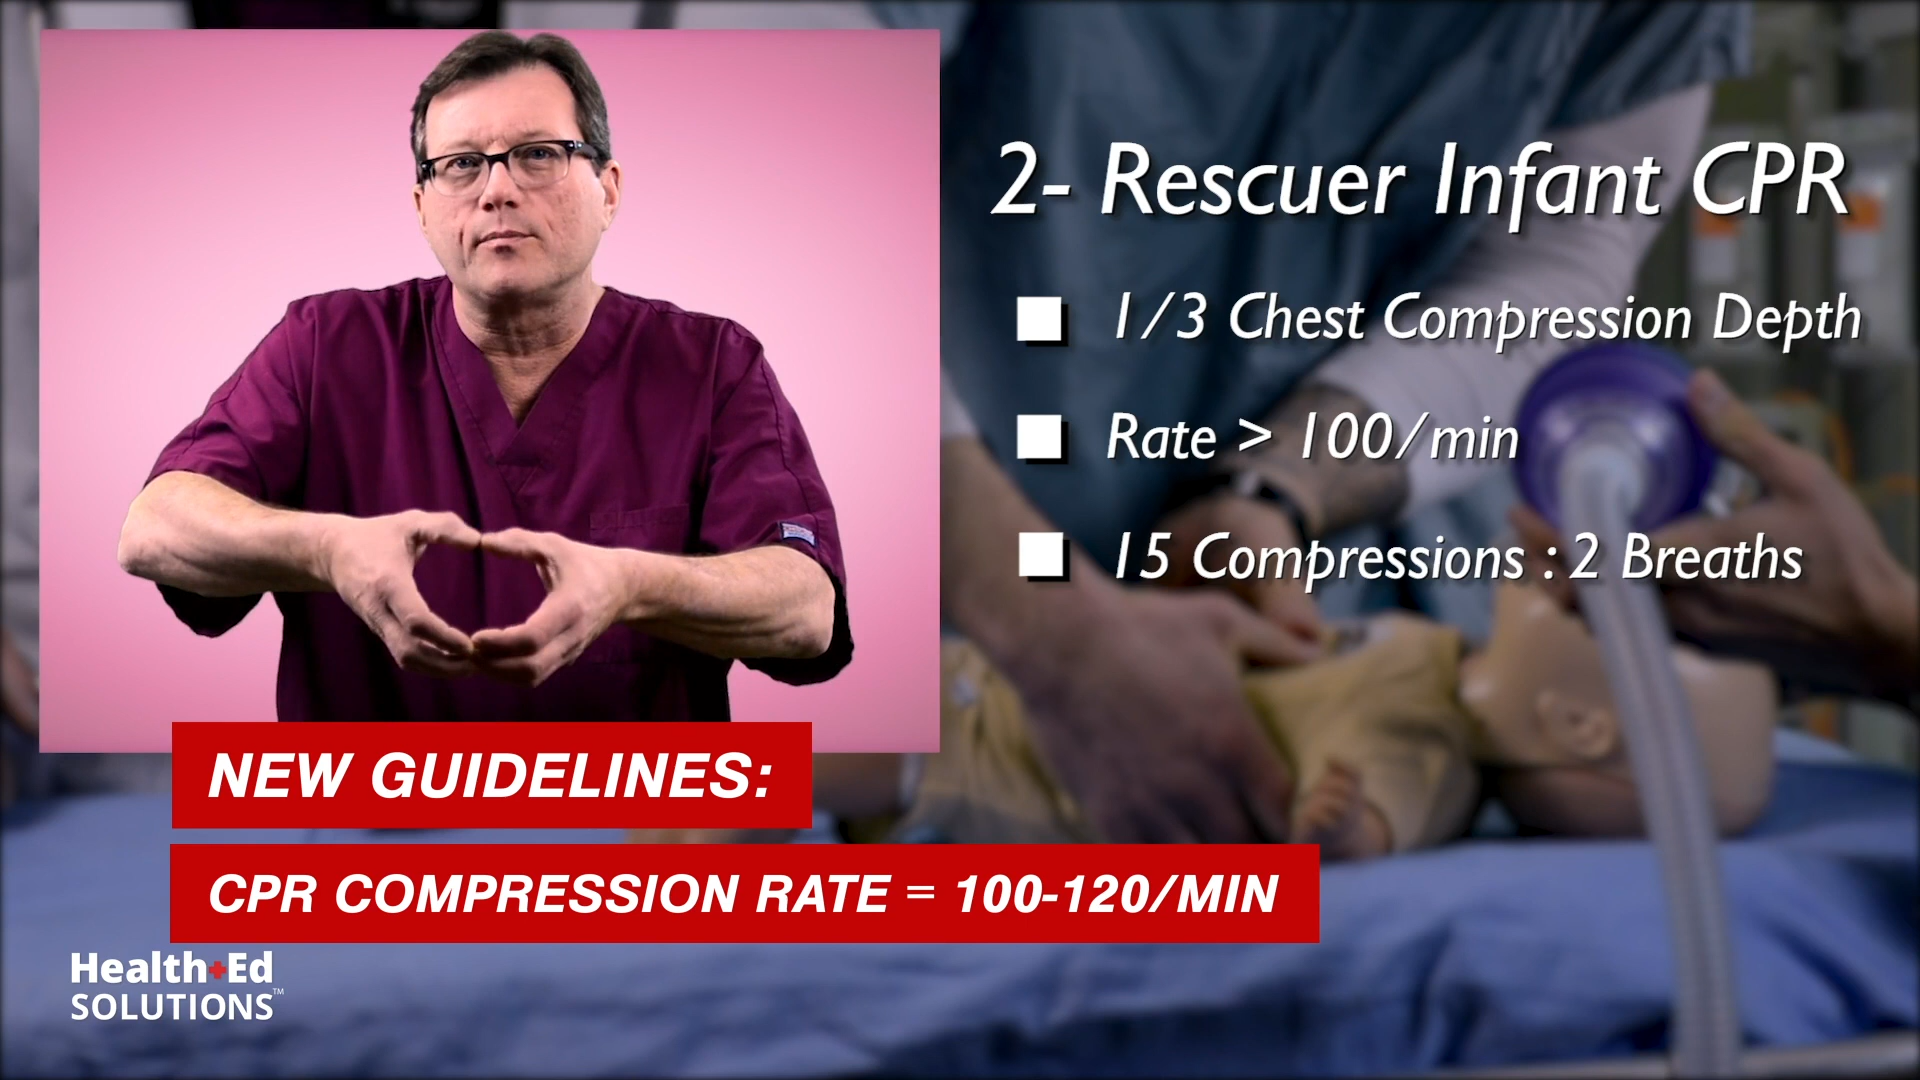 2- Rescuer Infant CPR
1/3 Chest Compression Depth
Rate > 100/min
15 Compressions : 2 Breaths
NEW GUIDELINES:
CPR COMPRESSION RATE = 100-120/MIN
Health+Ed
SOLUTIONS™